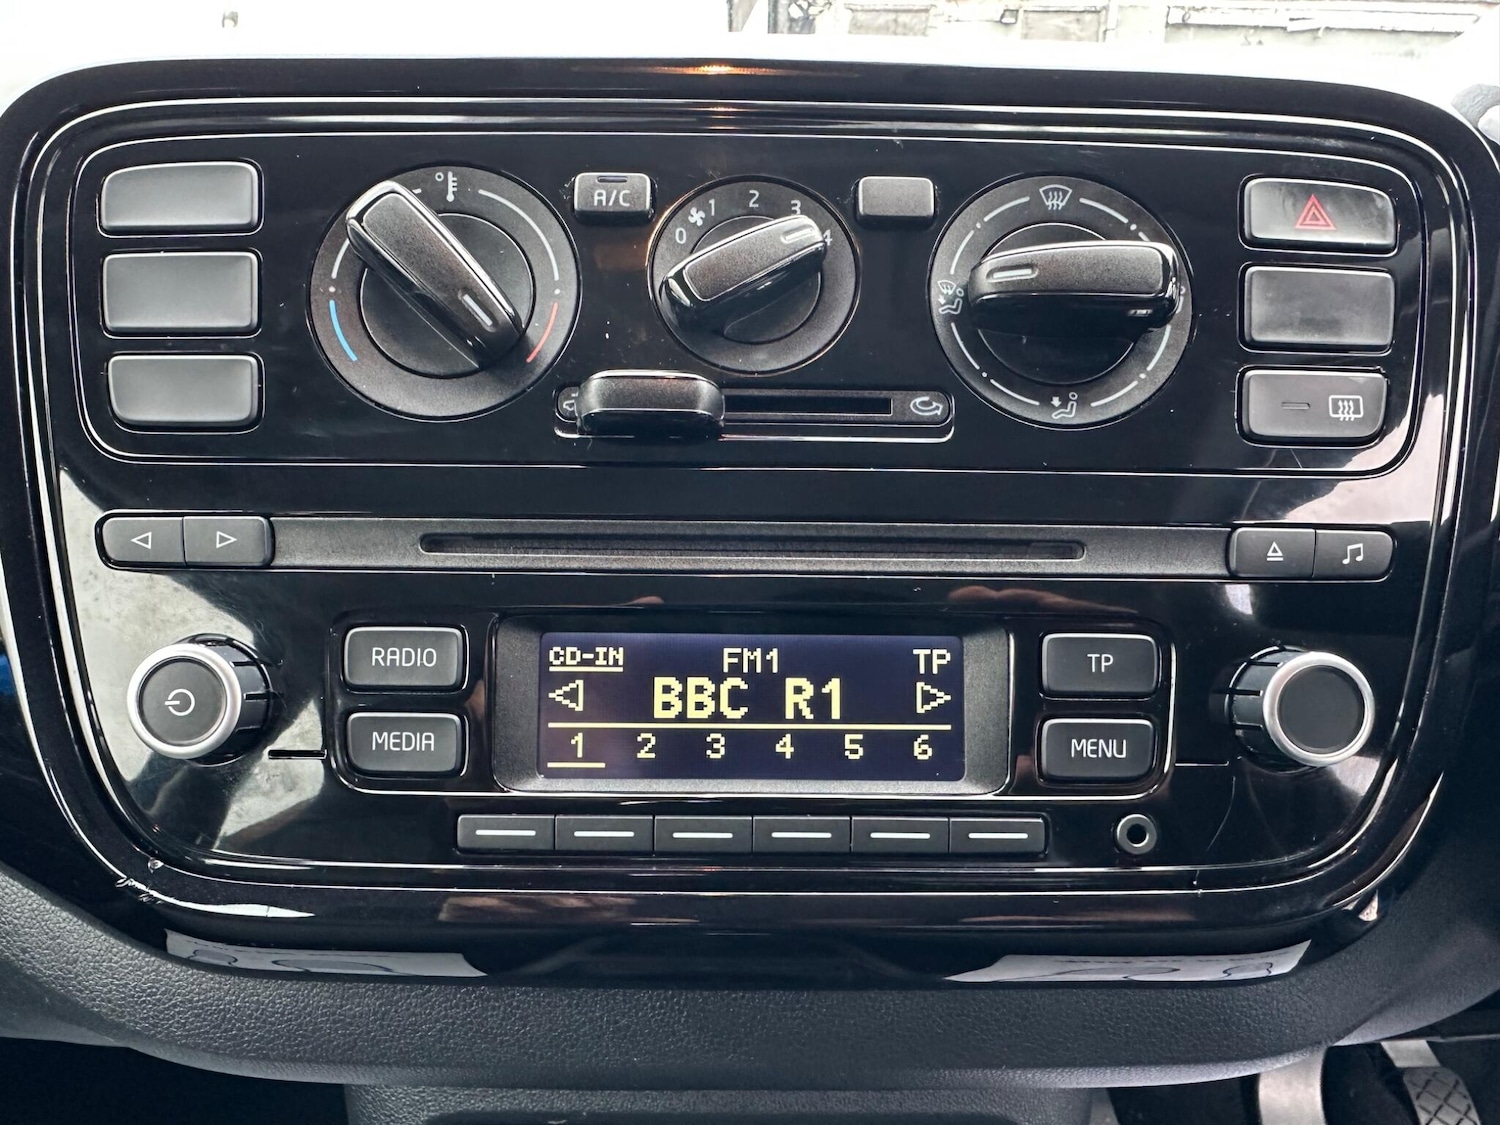 A/C
0 1 2 3 4
RADIO
MEDIA
CD-IN FM1 TP
BBC R1
1 2 3 4 5 6
TP
MENU